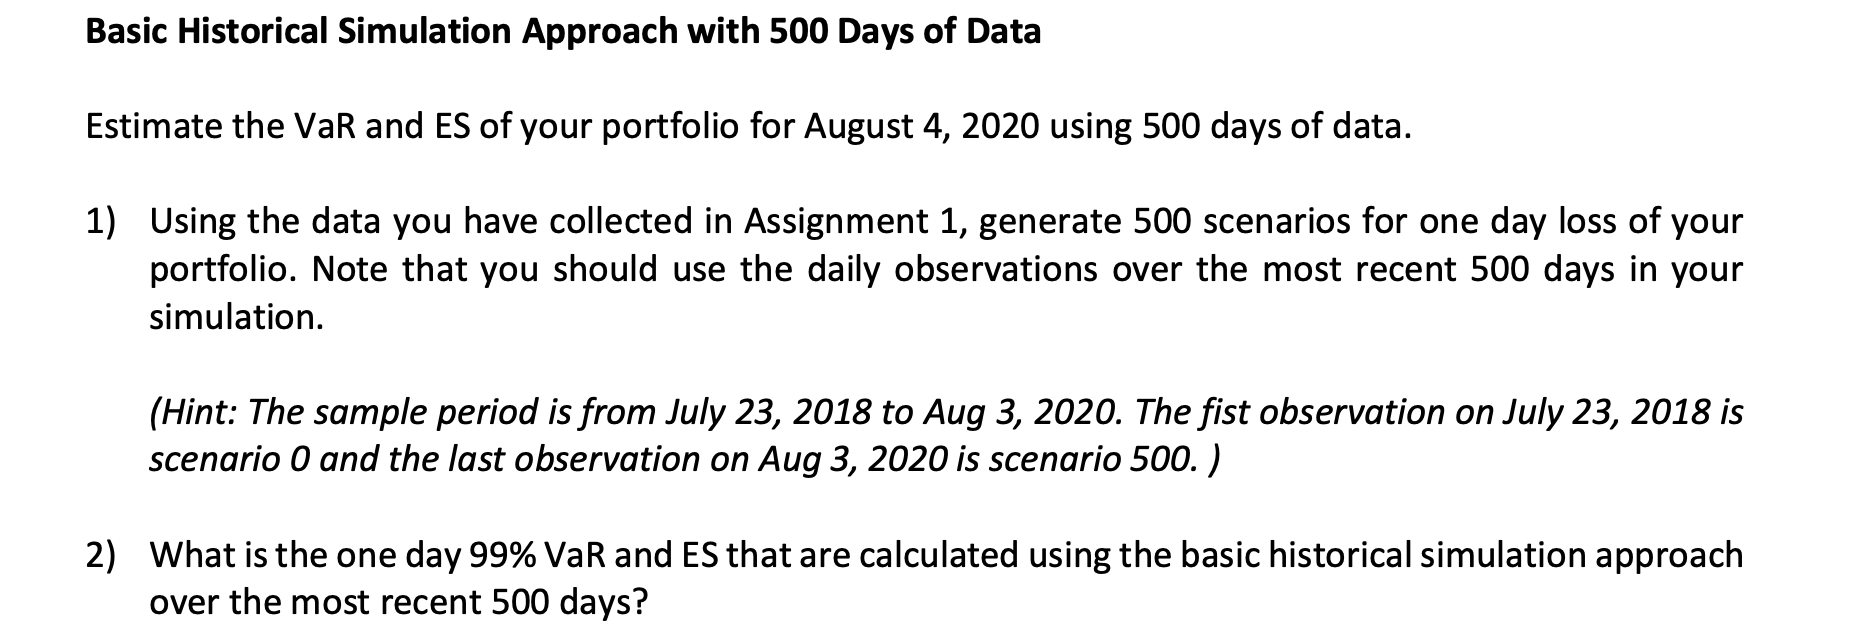 Basic Historical Simulation Approach with 500 Days of Data
Estimate the VaR and ES of your portfolio for August 4, 2020 using 500 days of data.
1) Using the data you have collected in Assignment 1, generate 500 scenarios for one day loss of your
portfolio. Note that you should use the daily observations over the most recent 500 days in your
simulation.
(Hint: The sample period is from July 23, 2018 to Aug 3, 2020. The fist observation on July 23, 2018 is
scenario 0 and the last observation on Aug 3, 2020 is scenario 500. )
2) What is the one day 99% VaR and ES that are calculated using the basic historical simulation approach
over the most recent 500 days?